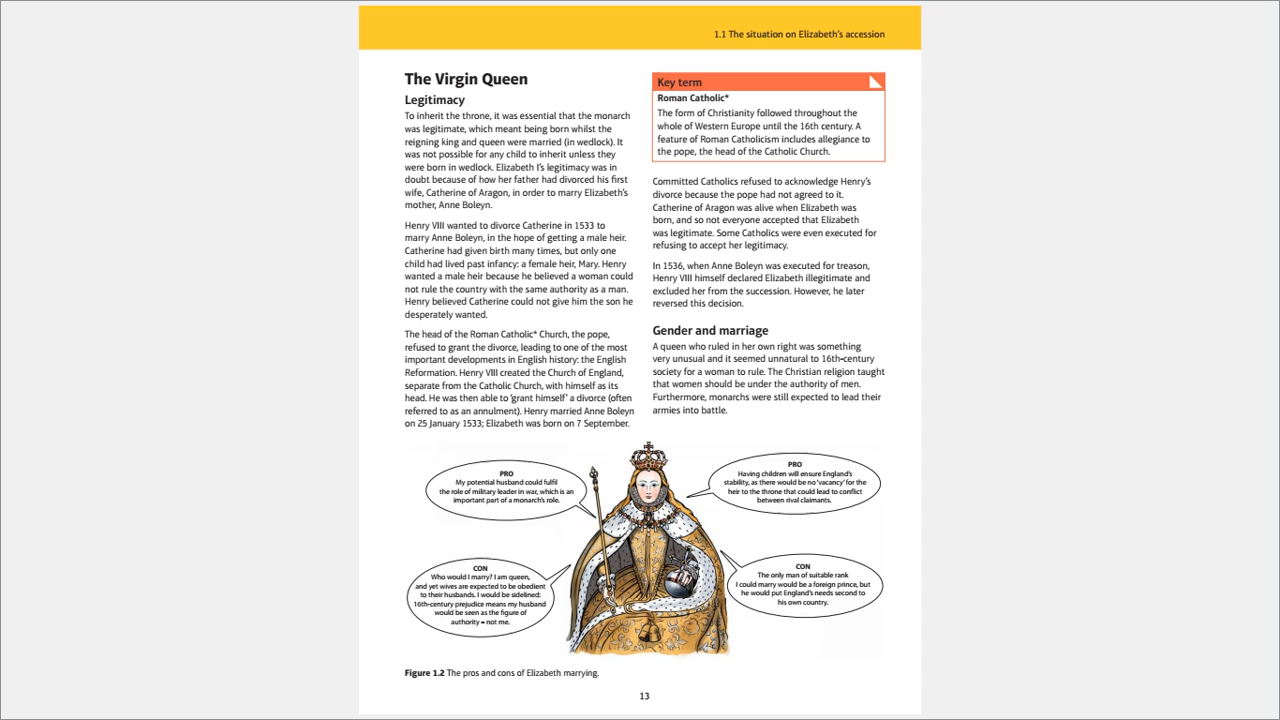 1.1 The situation on Elizabeth's accession
The Virgin Queen
Legitimacy
To inherit the throne, it was essential that the monarch
was legitimate, which meant being born whilst the
reigning king and queen were married (in wedlock). It
was not possible for any child to inherit unless they
were born in wedlock. Elizabeth I's legitimacy was in
doubt because of how her father had divorced his first
wife, Catherine of Aragon, in order to marry Elizabeth's
mother, Anne Boleyn.
Henry VIII wanted to divorce Catherine in 1533 to
marry Anne Boleyn, in the hope of getting a male heir.
Catherine had given birth many times, but only one
child had lived past infancy: a female heir, Mary. Henry
wanted a male heir because he believed a woman could
not rule the country with the same authority as a man.
Henry believed Catherine could not give him the son he
desperately wanted.
The head of the Roman Catholic* Church, the pope,
refused to grant the divorce, leading to one of the most
important developments in English history: the English
Reformation. Henry VIII created the Church of England,
separate from the Catholic Church, with himself as its
head. He was then able to 'grant himself' a divorce (often
referred to as an annulment). Henry married Anne Boleyn
on 25 January 1533; Elizabeth was born on 7 September.
Key term
Roman Catholic*
The form of Christianity followed throughout the
whole of Western Europe until the 16th century. A
feature of Roman Catholicism includes allegiance to
the pope, the head of the Catholic Church.
Committed Catholics refused to acknowledge Henry's
divorce because the pope had not agreed to it.
Catherine of Aragon was alive when Elizabeth was
born, and so not everyone accepted that Elizabeth
was legitimate. Some Catholics were even executed for
refusing to accept her legitimacy.
In 1536, when Anne Boleyn was executed for treason,
Henry VIII himself declared Elizabeth illegitimate and
excluded her from the succession. However, he later
reversed this decision.
Gender and marriage
A queen who ruled in her own right was something
very unusual and it seemed unnatural to 16th-century
society for a woman to rule. The Christian religion taught
that women should be under the authority of men.
Furthermore, monarchs were still expected to lead their
armies into battle.
PRO
My potential husband could fulfil
the role of military leader in war, which is an
important part of a monarch's role.
PRO
Having children will ensure England's
stability, as there would be no 'vacancy' for the
heir to the throne that could lead to conflict
between rival claimants.
CON
Who would I marry? I am queen,
and yet wives are expected to be obedient
to their husbands. I would be sidelined:
16th-century prejudice means my husband
would be seen as the figure of
authority – not me.
CON
The only man of suitable rank
I could marry would be a foreign prince, but
he would put England's needs second to
his own country.
Figure 1.2 The pros and cons of Elizabeth marrying.
13